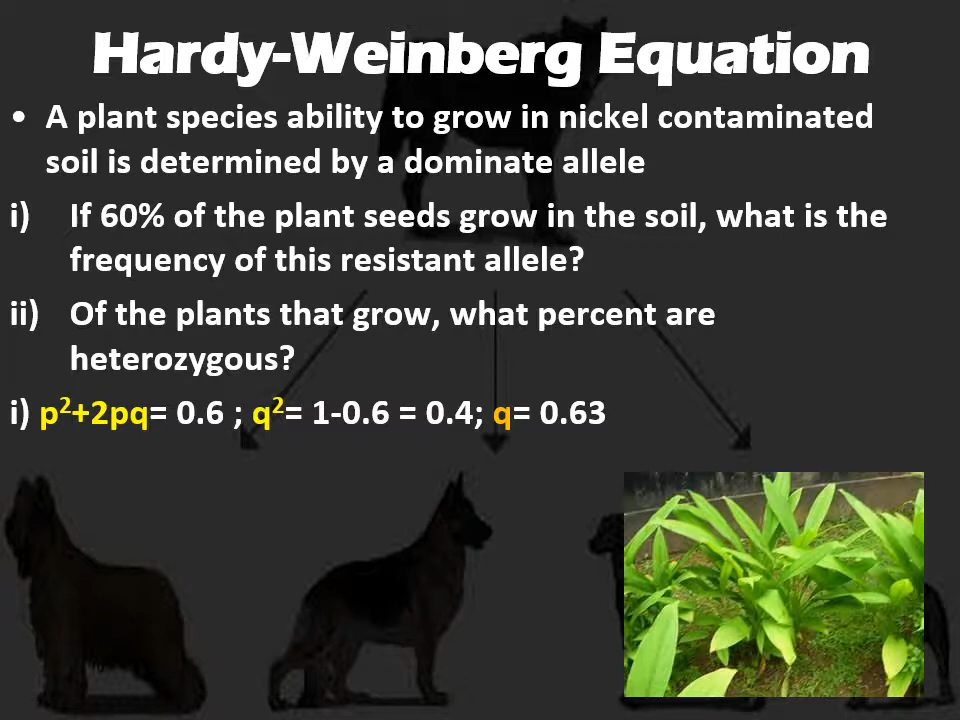 Hardy-Weinberg Equation
• A plant species ability to grow in nickel contaminated
soil is determined by a dominate allele
i) If 60% of the plant seeds grow in the soil, what is the
frequency of this resistant allele?
ii) Of the plants that grow, what percent are
heterozygous?
i) p²+2pq= 0.6 ; q²= 1-0.6 = 0.4; q= 0.63